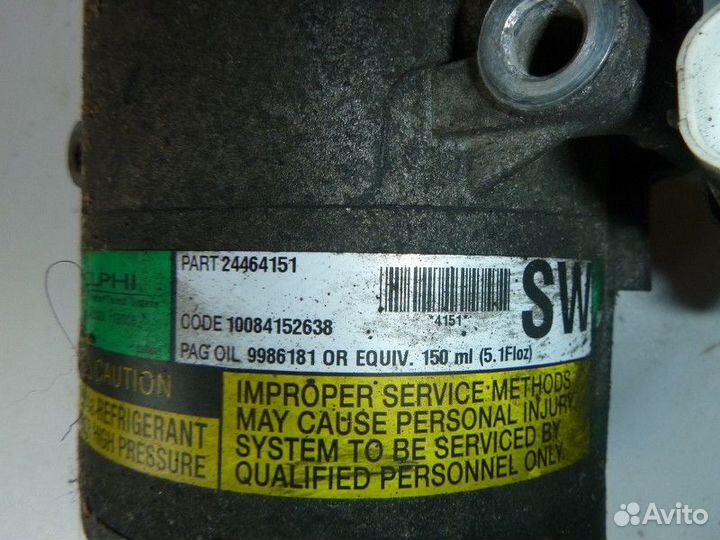 LPHI
PART 24464151
*4151*
SW
CODE 10084152638
PAG OIL 9986181 OR EQUIV. 150 ml (5.1Floz)
CAUTION
REFRIGERANT
HIGH PRESSURE
IMPROPER SERVICE METHODS
MAY CAUSE PERSONAL INJURY.
SYSTEM TO BE SERVICED BY
QUALIFIED PERSONNEL ONLY.
Avito